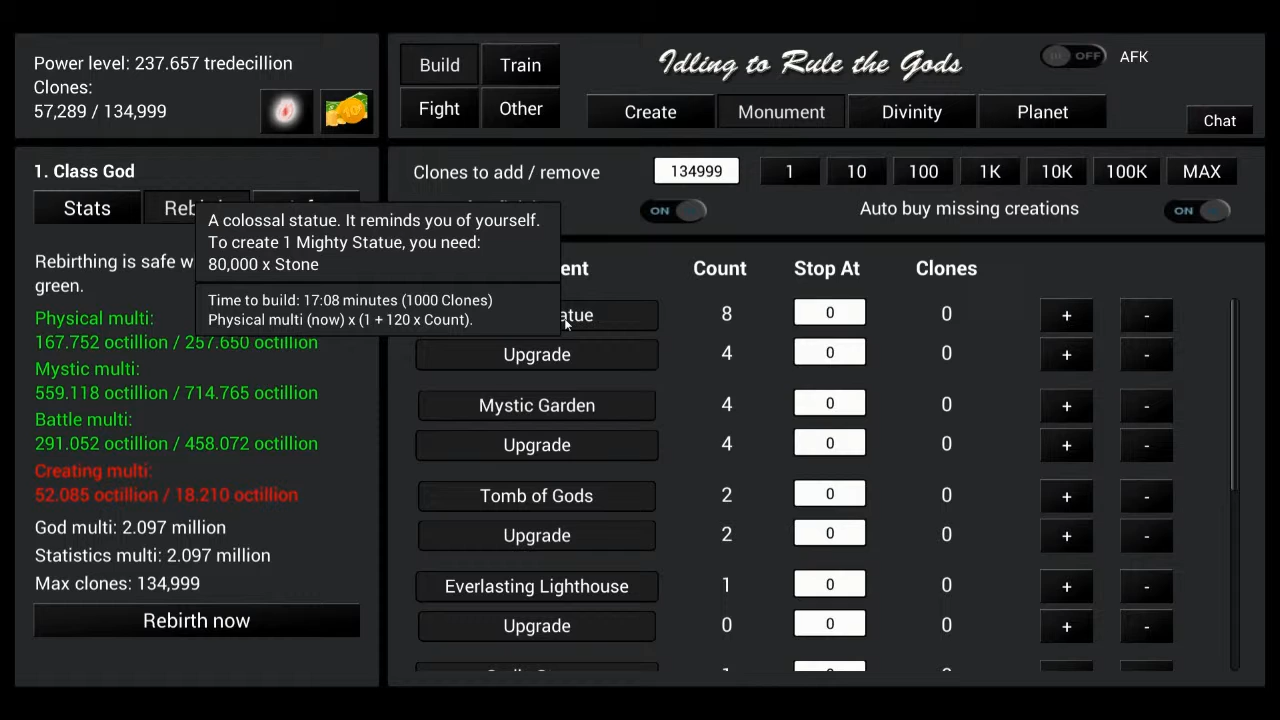 Power level: 237.657 tredecillion
Clones:
57,289 / 134,999
Build
Train
Fight
Other
Idling to Rule the Gods
OFF
AFK
Create
Monument
Divinity
Planet
Chat
1. Class God
Stats
Clones to add / remove
134999
1
10
100
1K
10K
100K
MAX
ON
Auto buy missing creations
ON
A colossal statue. It reminds you of yourself.
To create 1 Mighty Statue, you need:
80,000 x Stone
Time to build: 17:08 minutes (1000 Clones)
Physical multi (now) x (1 + 120 x Count).
Rebirthing is safe w
green.
Physical multi:
167.752 octillion / 257.650 octillion
Mystic multi:
559.118 octillion / 714.765 octillion
Battle multi:
291.052 octillion / 458.072 octillion
Creating multi:
52.085 octillion / 18.210 octillion
God multi: 2.097 million
Statistics multi: 2.097 million
Max clones: 134,999
Rebirth now
ent
Count
Stop At
Clones
atue
8
0
0
+
-
Upgrade
4
0
0
+
-
Mystic Garden
4
0
0
+
-
Upgrade
4
0
0
+
-
Tomb of Gods
2
0
0
+
-
Upgrade
2
0
0
+
-
Everlasting Lighthouse
1
0
0
+
-
Upgrade
0
0
0
+
-